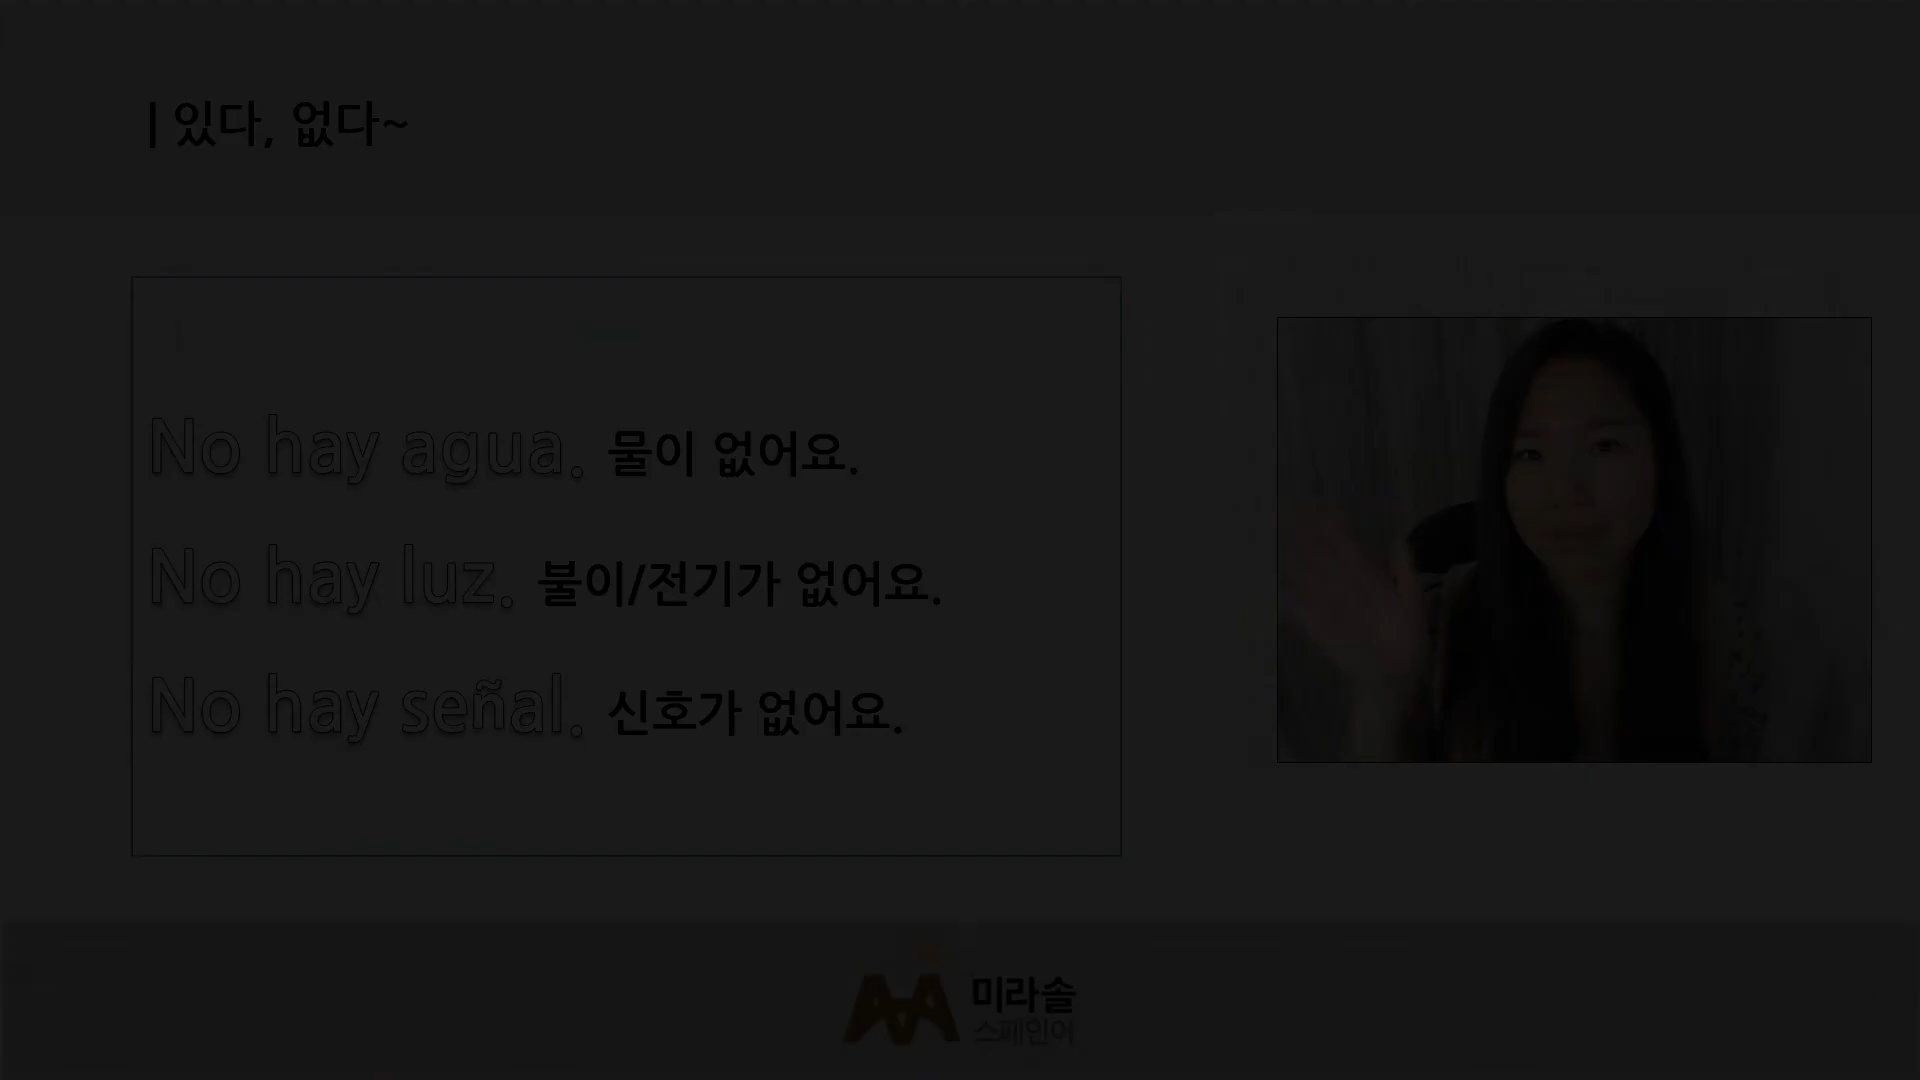 | 있다, 없다~
No hay agua. 물이 없어요.
No hay luz. 불이/전기가 없어요.
No hay señal. 신호가 없어요.
미라솔
스페인어